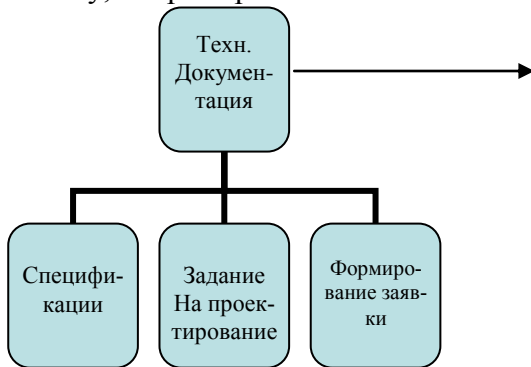 Техн.
Докумен-
тация
Специфи-
кации
Задание
На проек-
тирование
Формиро-
вание заяв-
ки